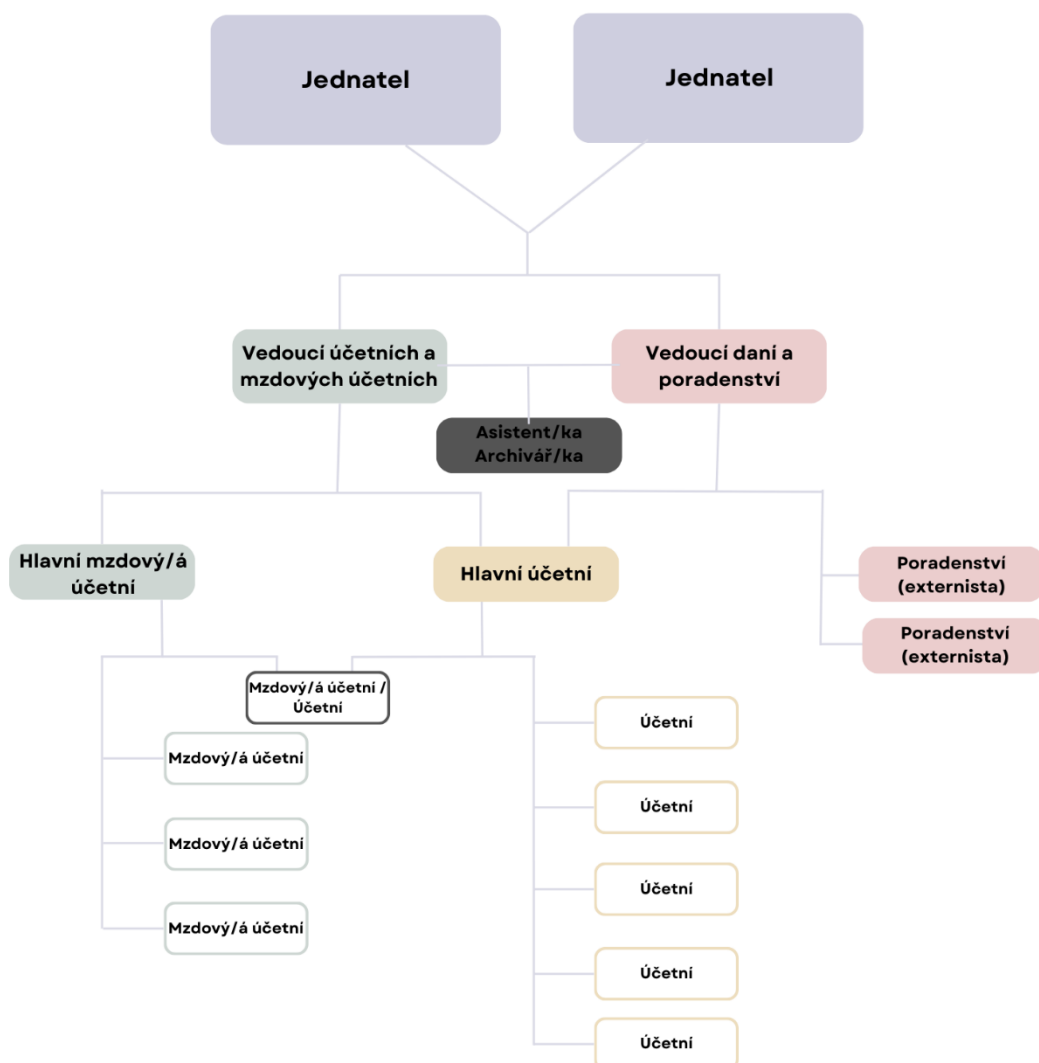 Jednatel
Jednatel
Vedoucí účetních a
mzdových účetních
Vedoucí daní a
poradenství
Asistent/ka
Archivář/ka
Hlavní mzdový/á
účetní
Hlavní účetní
Poradenství
(externista)
Poradenství
(externista)
Mzdový/á účetní /
Účetní
Účetní
Mzdový/á účetní
Účetní
Mzdový/á účetní
Účetní
Mzdový/á účetní
Účetní
Účetní